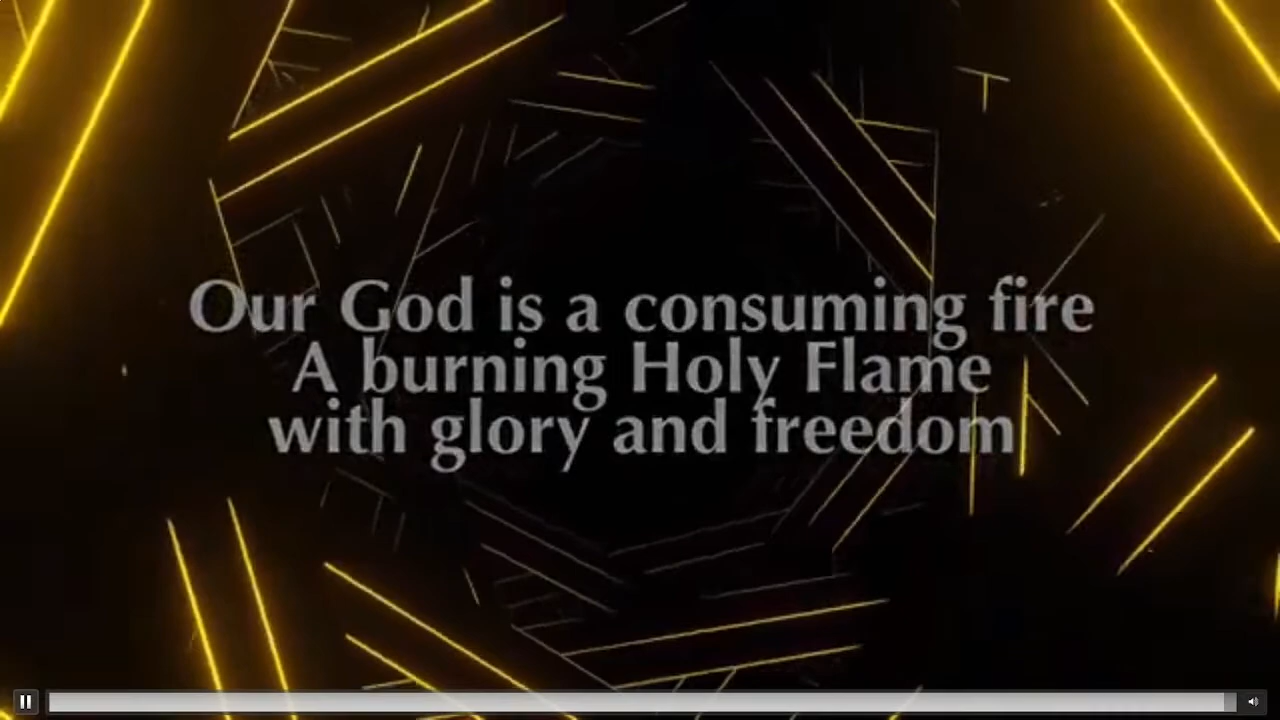 Our God is a consuming fire
A burning Holy Flame
with glory and freedom